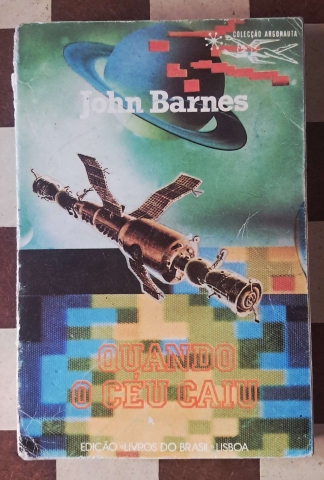 COLECÇÃO ARGONAUTA
John Barnes
QUANDO
O CÉU CAIU
EDIÇÃO • LIVROS DO BRASIL • LISBOA